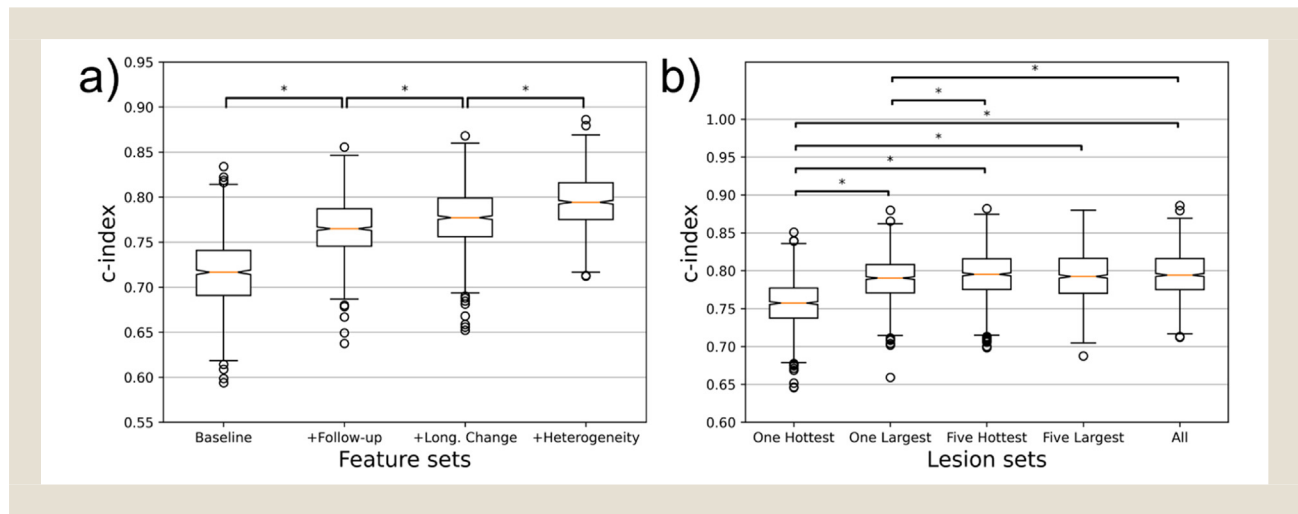 a)
0.95
0.90
0.85
0.80
0.75
0.70
0.65
0.60
0.55
c-index
* * *
Baseline +Follow-up +Long. Change +Heterogeneity
Feature sets
b)
1.00
0.95
0.90
0.85
0.80
0.75
0.70
0.65
0.60
c-index
*
*
*
*
*
*
One Hottest One Largest Five Hottest Five Largest All
Lesion sets